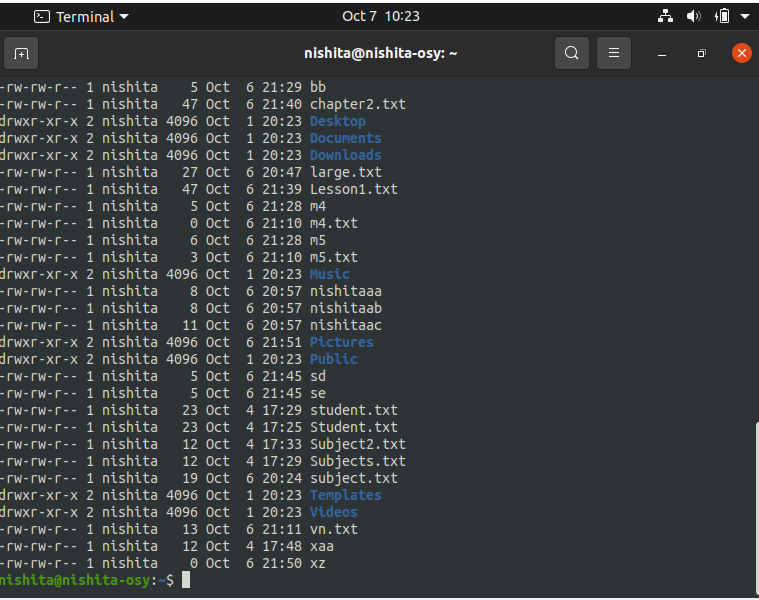 Terminal
Oct 7 10:23
nishita@nishita-osy: ~
-rw-rw-r-- 1 nishita 5 Oct 6 21:29 bb
-rw-rw-r-- 1 nishita 47 Oct 6 21:40 chapter2.txt
drwxr-xr-x 2 nishita 4096 Oct 1 20:23 Desktop
drwxr-xr-x 2 nishita 4096 Oct 1 20:23 Documents
drwxr-xr-x 2 nishita 4096 Oct 1 20:23 Downloads
-rw-rw-r-- 1 nishita 27 Oct 6 20:47 large.txt
-rw-rw-r-- 1 nishita 47 Oct 6 21:39 Lesson1.txt
-rw-rw-r-- 1 nishita 5 Oct 6 21:28 m4
-rw-rw-r-- 1 nishita 0 Oct 6 21:10 m4.txt
-rw-rw-r-- 1 nishita 6 Oct 6 21:28 m5
-rw-rw-r-- 1 nishita 3 Oct 6 21:10 m5.txt
drwxr-xr-x 2 nishita 4096 Oct 1 20:23 Music
-rw-rw-r-- 1 nishita 8 Oct 6 20:57 nishitaaa
-rw-rw-r-- 1 nishita 8 Oct 6 20:57 nishitaab
-rw-rw-r-- 1 nishita 11 Oct 6 20:57 nishitaac
drwxr-xr-x 2 nishita 4096 Oct 6 21:51 Pictures
drwxr-xr-x 2 nishita 4096 Oct 1 20:23 Public
-rw-rw-r-- 1 nishita 5 Oct 6 21:45 sd
-rw-rw-r-- 1 nishita 5 Oct 6 21:45 se
-rw-rw-r-- 1 nishita 23 Oct 4 17:29 student.txt
-rw-rw-r-- 1 nishita 23 Oct 4 17:25 Student.txt
-rw-rw-r-- 1 nishita 12 Oct 4 17:33 Subject2.txt
-rw-rw-r-- 1 nishita 12 Oct 4 17:29 Subjects.txt
-rw-rw-r-- 1 nishita 19 Oct 6 20:24 subject.txt
drwxr-xr-x 2 nishita 4096 Oct 1 20:23 Templates
drwxr-xr-x 2 nishita 4096 Oct 1 20:23 Videos
-rw-rw-r-- 1 nishita 13 Oct 6 21:11 vn.txt
-rw-rw-r-- 1 nishita 12 Oct 4 17:48 xaa
-rw-rw-r-- 1 nishita 0 Oct 6 21:50 xz
nishita@nishita-osy:~$